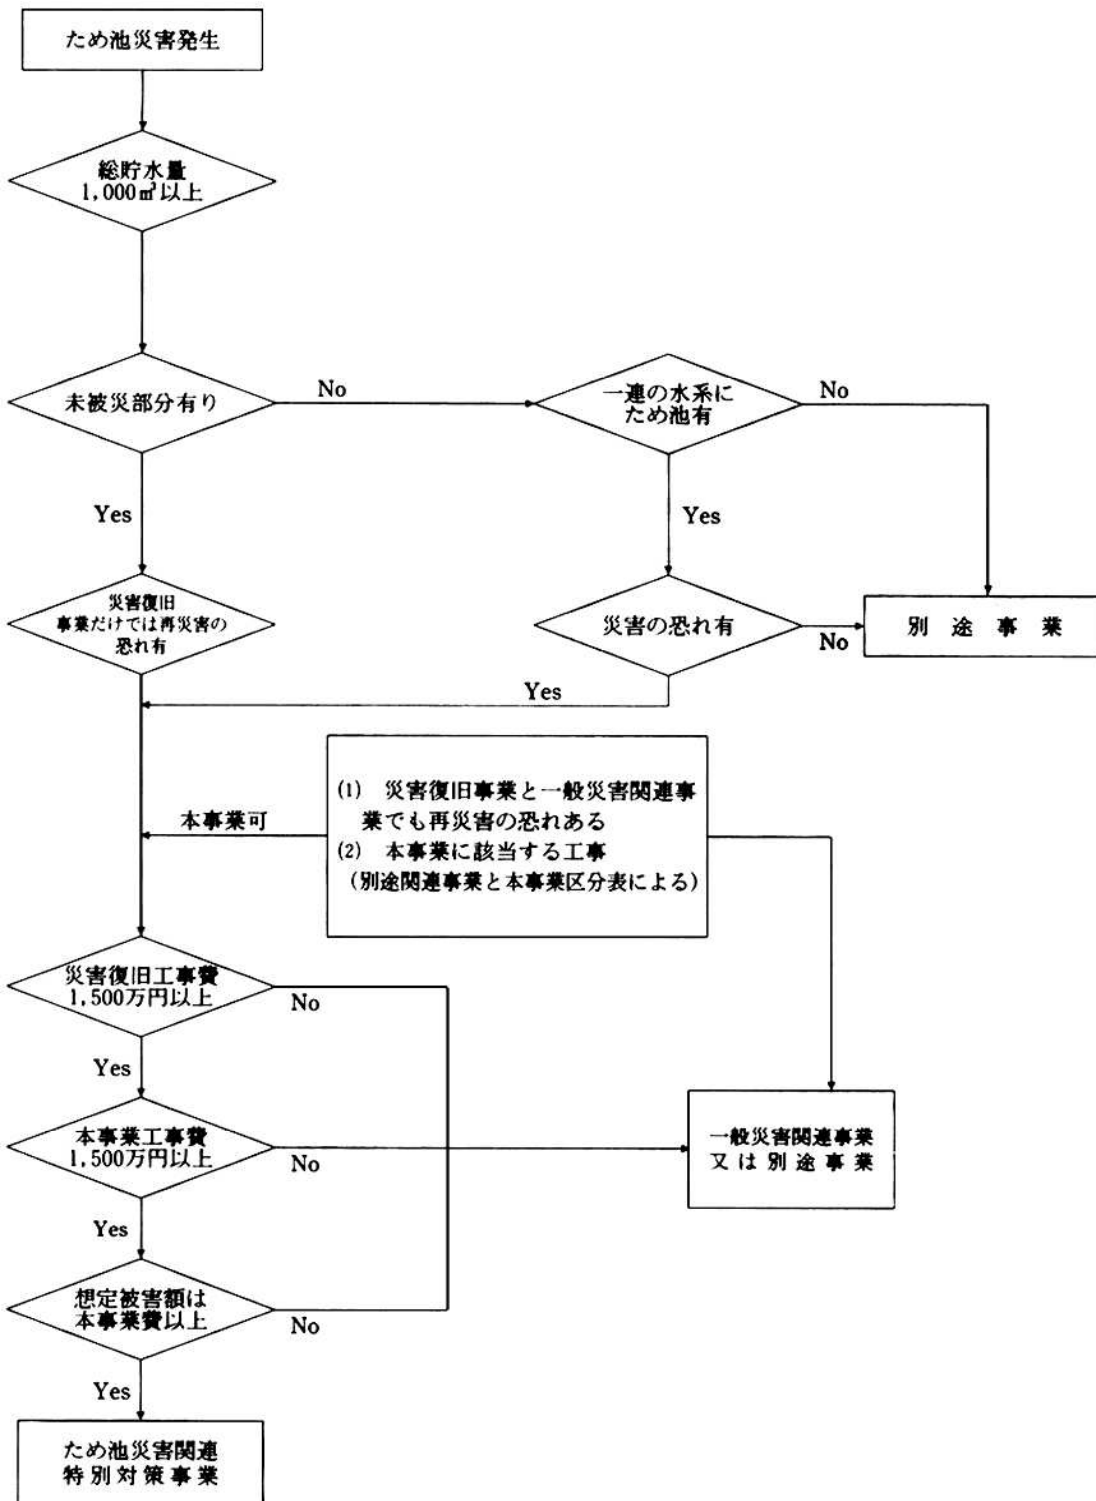 ため池災害発生
総貯水量
1,000㎥以上
未被災部分有り
No
一連の水系に
ため池有
No
Yes
Yes
災害復旧
事業だけでは再災害の
恐れ有
災害の恐れ有
No
別途事業
Yes
(1) 災害復旧事業と一般災害関連事
業でも再災害の恐れある
(2) 本事業に該当する工事
(別途関連事業と本事業区分表による)
本事業可
災害復旧工事費
1,500万円以上
No
Yes
本事業工事費
1,500万円以上
No
一般災害関連事業
又は別途事業
Yes
想定被害額は
本事業費以上
No
Yes
ため池災害関連
特別対策事業